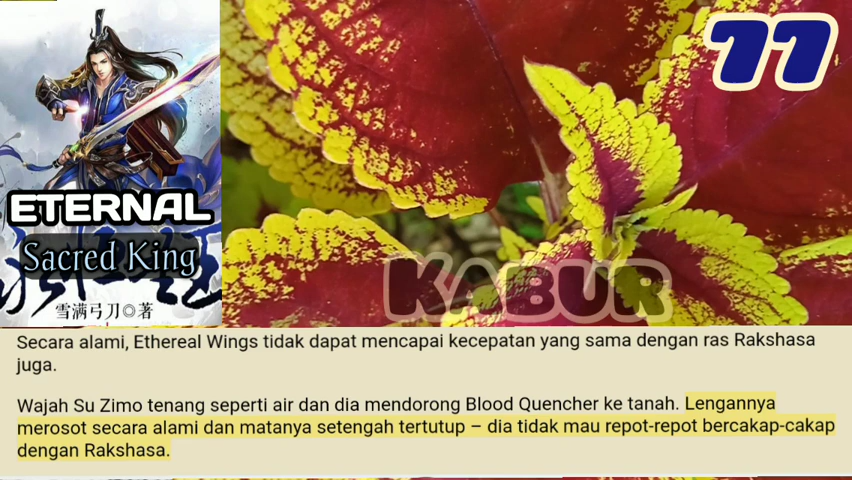 77
ETERNAL
Sacred King
雪满弓刀◎著
KABUR
Secara alami, Ethereal Wings tidak dapat mencapai kecepatan yang sama dengan ras Rakshasa
juga.
Wajah Su Zimo tenang seperti air dan dia mendorong Blood Quencher ke tanah. Lengannya
merosot secara alami dan matanya setengah tertutup – dia tidak mau repot-repot bercakap-cakap
dengan Rakshasa.